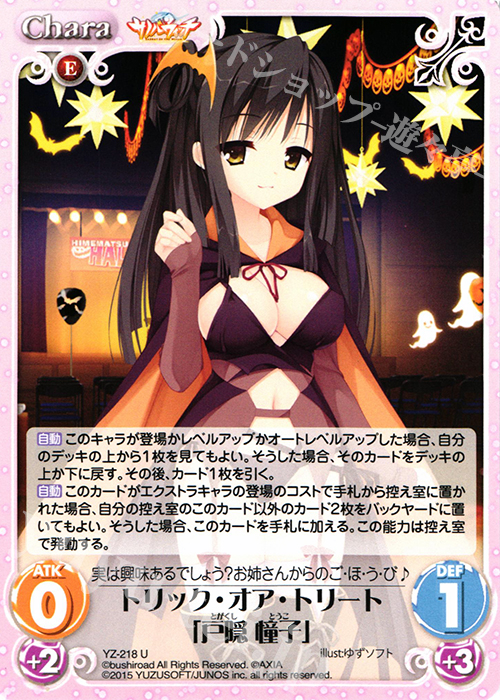 Chara
サノバウィッチ
E
カードショップ-遊々亭
HIMEMATSU
HAL
自動 このキャラが登場かレベルアップかオートレベルアップした場合、自分
のデッキの上から1枚を見てもよい。そうした場合、そのカードをデッキの
上か下に戻す。その後、カード1枚を引く。
自動 このカードがエクストラキャラの登場のコストで手札から控え室に置か
れた場合、自分の控え室のこのカード以外のカード2枚をバックヤードに置
いてもよい。そうした場合、このカードを手札に加える。この能力は控え室
で発動する。
ATK
0
+2
実は興味あるでしょう?お姉さんからのご・ほ・う・び♪
トリック・オア・トリート
とがくし とうこ
「戸隠 憧子」
DEF
1
+3
YZ-218 U
illust:ゆずソフト
©bushiroad All Rights Reserved. ©AXIA
©2015 YUZUSOFT/JUNOS inc. all rights reserved.